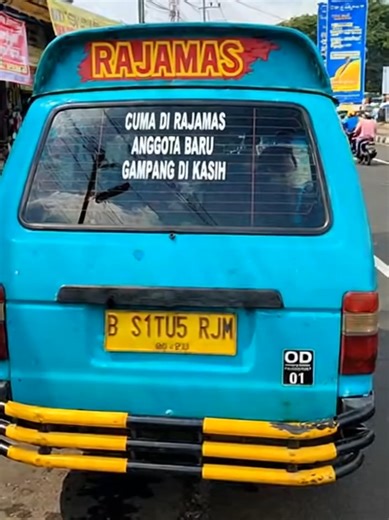 RAJAMAS
CUMA DI RAJAMAS
ANGGOTA BARU
GAMPANG DI KASIH
B S1TU5 RJM
OD
01